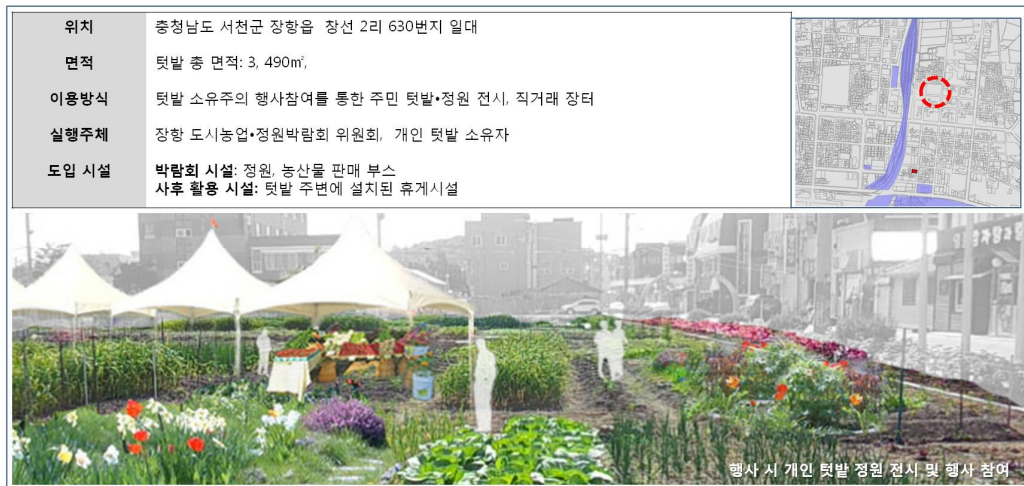 위치 충청남도 서천군 장항읍 창선 2리 630번지 일대
면적 텃밭 총 면적: 3, 490㎡,
이용방식 텃밭 소유주의 행사참여를 통한 주민 텃밭•정원 전시, 직거래 장터
실행주체 장항 도시농업•정원박람회 위원회, 개인 텃밭 소유자
도입 시설 박람회 시설: 정원, 농산물 판매 부스
사후 활용 시설: 텃밭 주변에 설치된 휴게시설
행사 시 개인 텃밭 정원 전시 및 행사 참여